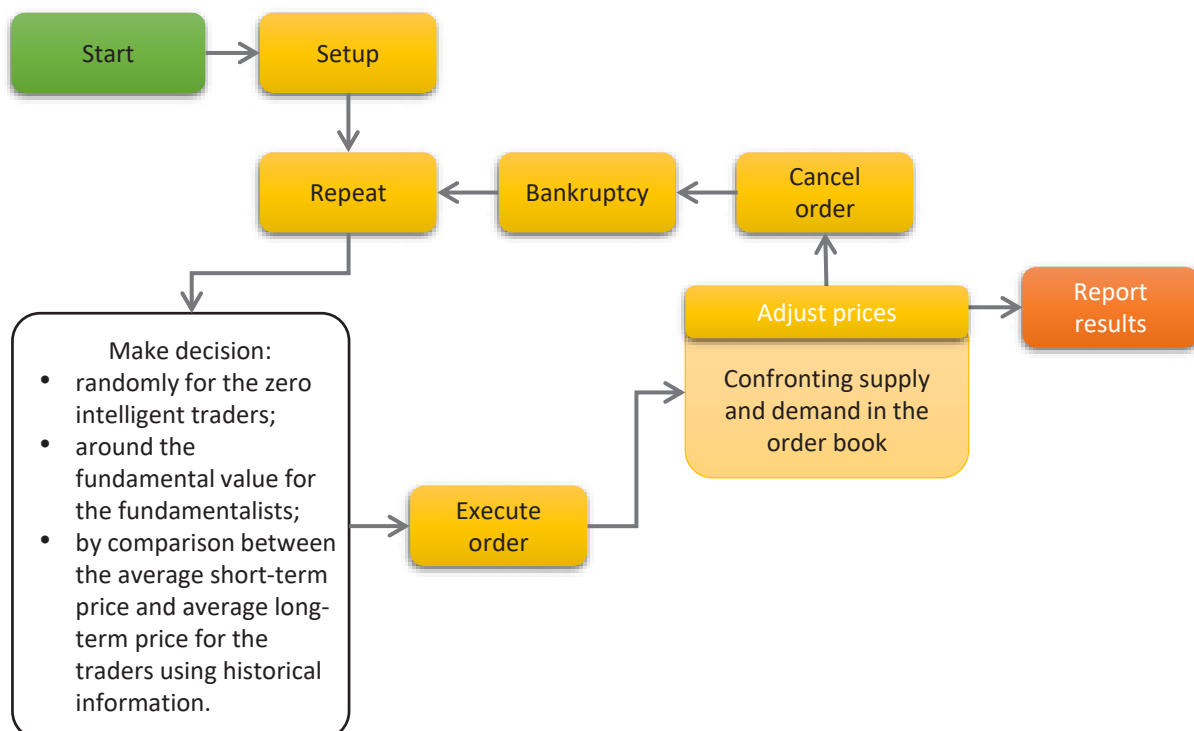 Start
Setup
Repeat
Bankruptcy
Cancel
order
Make decision:
• randomly for the zero
intelligent traders;
• around the
fundamental value for
the fundamentalists;
• by comparison between
the average short-term
price and average long-
term price for the
traders using historical
information.
Execute
order
Adjust prices
Confronting supply
and demand in the
order book
Report
results